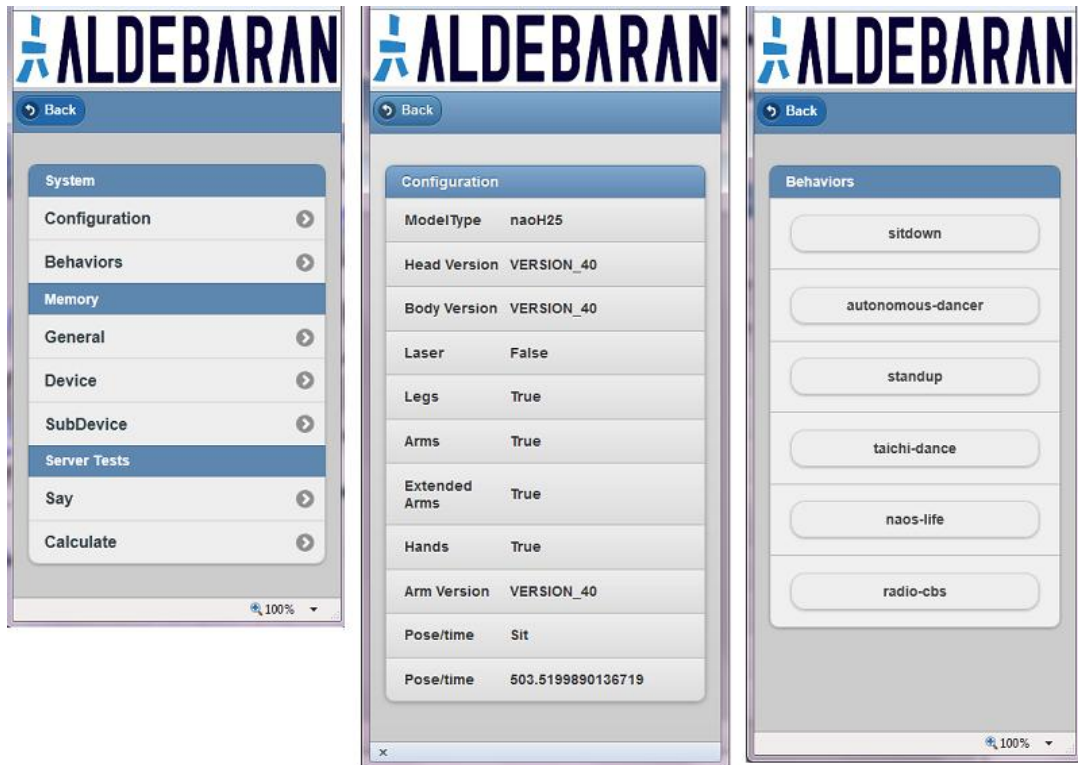 ALDEBARAN
Back
System
Configuration
Behaviors
Memory
General
Device
SubDevice
Server Tests
Say
Calculate
100%
ALDEBARAN
Back
Configuration
ModelType naoH25
Head Version VERSION_40
Body Version VERSION_40
Laser False
Legs True
Arms True
Extended
Arms True
Hands True
Arm Version VERSION_40
Pose/time Sit
Pose/time 503.5199890136719
x
ALDEBARAN
Back
Behaviors
sitdown
autonomous-dancer
standup
taichi-dance
naos-life
radio-cbs
100%